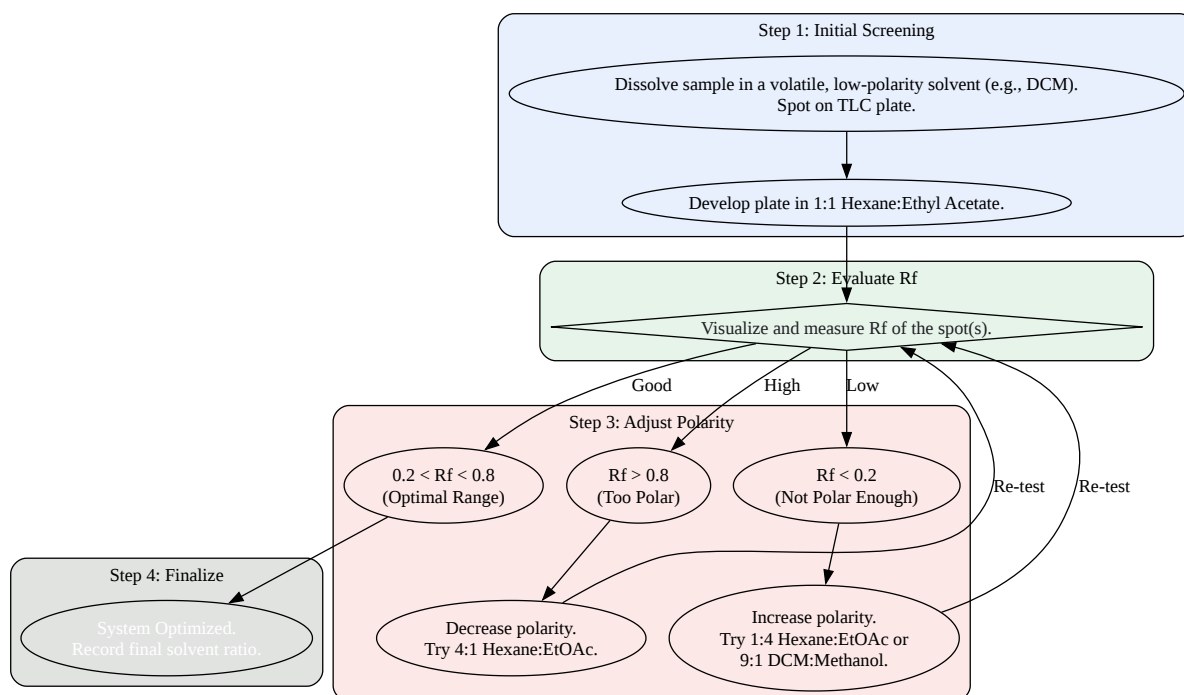 Step 1: Initial Screening
Dissolve sample in a volatile, low-polarity solvent (e.g., DCM).
Spot on TLC plate.
Develop plate in 1:1 Hexane:Ethyl Acetate.
Step 2: Evaluate Rf
Visualize and measure Rf of the spot(s).
Good
High
Low
Step 3: Adjust Polarity
0.2 < Rf < 0.8
(Optimal Range)
Rf > 0.8
(Too Polar)
Rf < 0.2
(Not Polar Enough)
Re-test
Re-test
Step 4: Finalize
System Optimized.
Record final solvent ratio.
Decrease polarity.
Try 4:1 Hexane:EtOAc.
Increase polarity.
Try 1:4 Hexane:EtOAc or
9:1 DCM:Methanol.